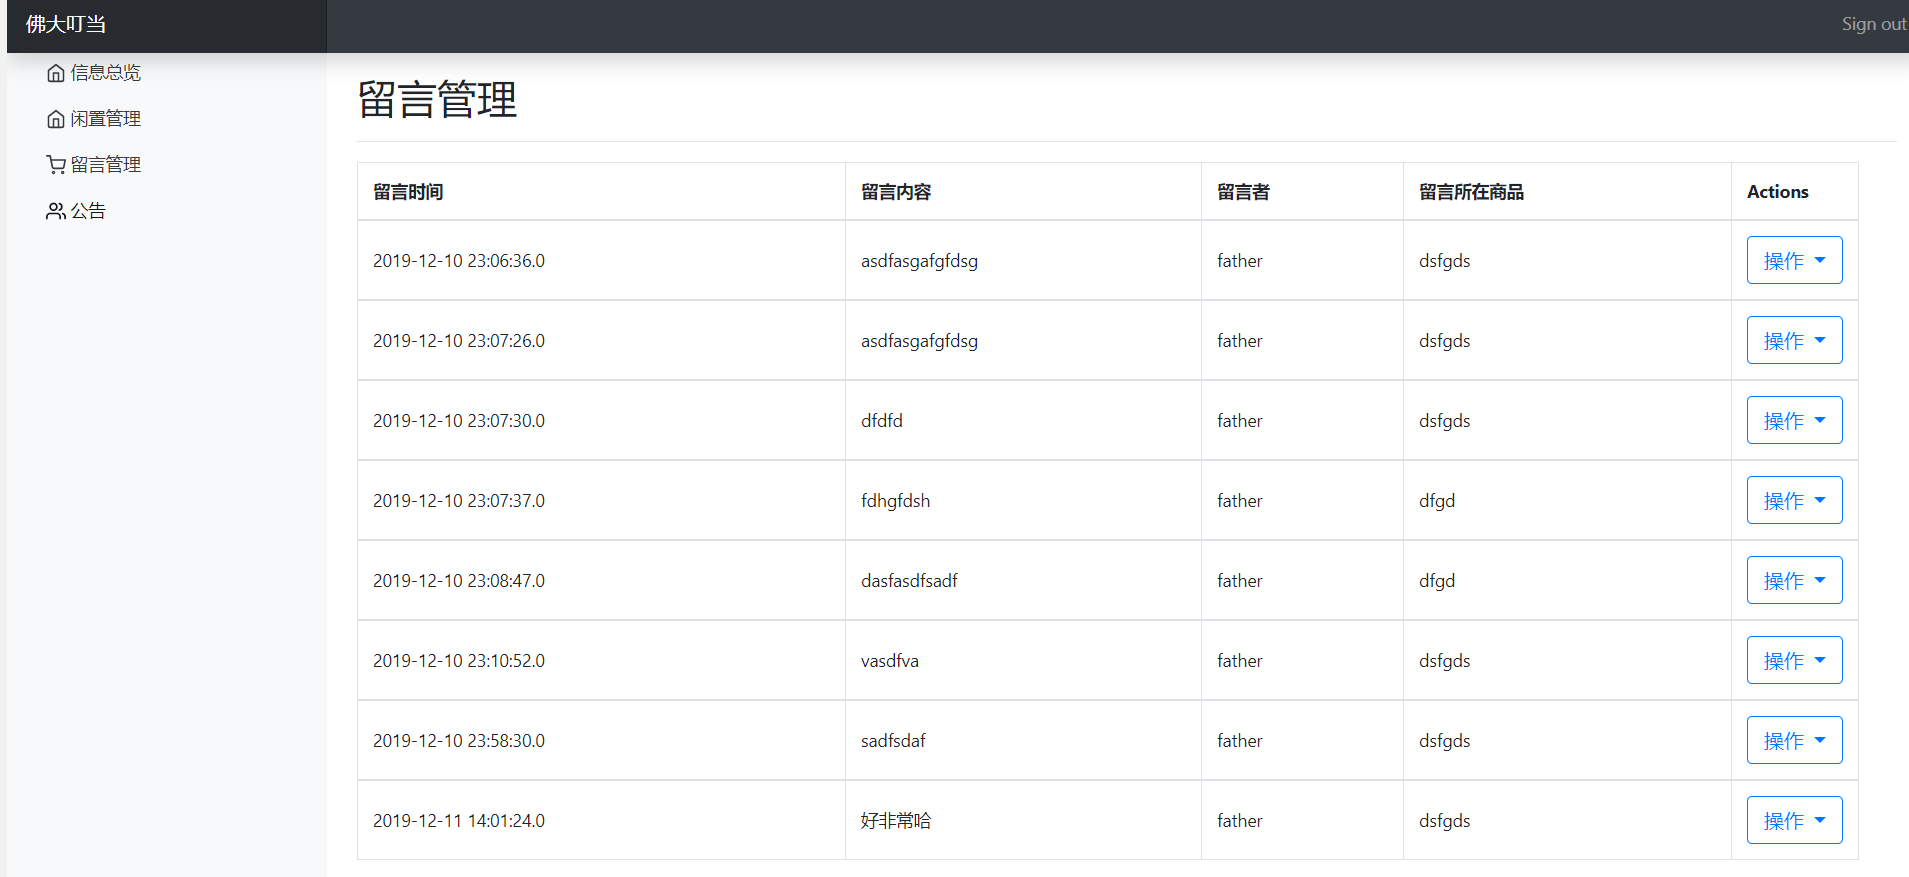 佛大叮当
Sign out
信息总览
闲置管理
留言管理
公告
留言管理
留言时间 留言内容 留言者 留言所在商品 Actions
2019-12-10 23:06:36.0 asdfasgafgfdsg father dsfgds 操作
2019-12-10 23:07:26.0 asdfasgafgfdsg father dsfgds 操作
2019-12-10 23:07:30.0 dfdfd father dsfgds 操作
2019-12-10 23:07:37.0 fdhgfdsh father dfgd 操作
2019-12-10 23:08:47.0 dasfasdfsadf father dfgd 操作
2019-12-10 23:10:52.0 vasdfva father dsfgds 操作
2019-12-10 23:58:30.0 sadfsdaf father dsfgds 操作
2019-12-11 14:01:24.0 好非常哈 father dsfgds 操作